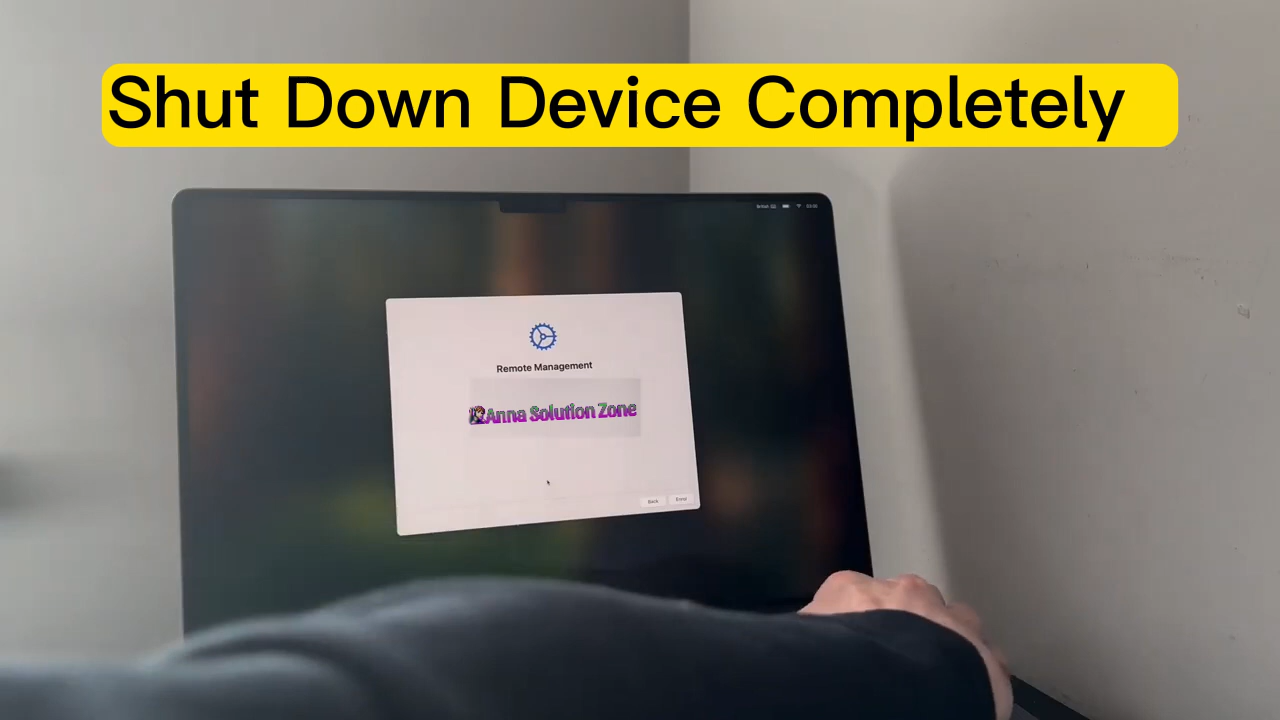 Shut Down Device Completely
Remote Management
Anna Solution Zone
Back
Enroll